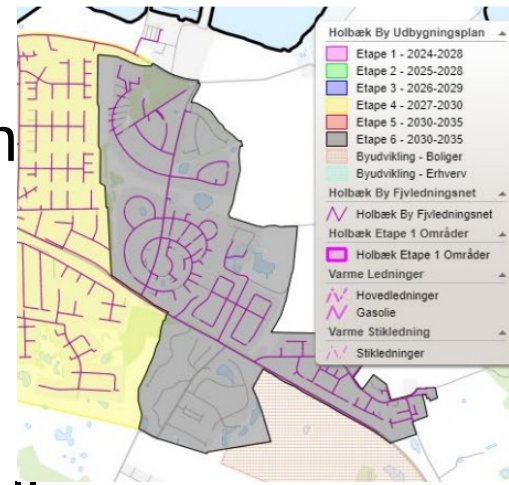 Holbæk By Udbygningsplan
Etape 1 - 2024-2028
Etape 2 - 2025-2028
Etape 3 - 2026-2029
Etape 4 - 2027-2030
Etape 5 - 2030-2035
Etape 6 - 2030-2035
Byudvikling - Boliger
Byudvikling - Erhverv
Holbæk By Fjvledningsnet
Holbæk By Fjvledningsnet
Holbæk Etape 1 Områder
Holbæk Etape 1 Områder
Varme Ledninger
Hovedledninger
Gasolie
Varme Stikledning
Stikledninger